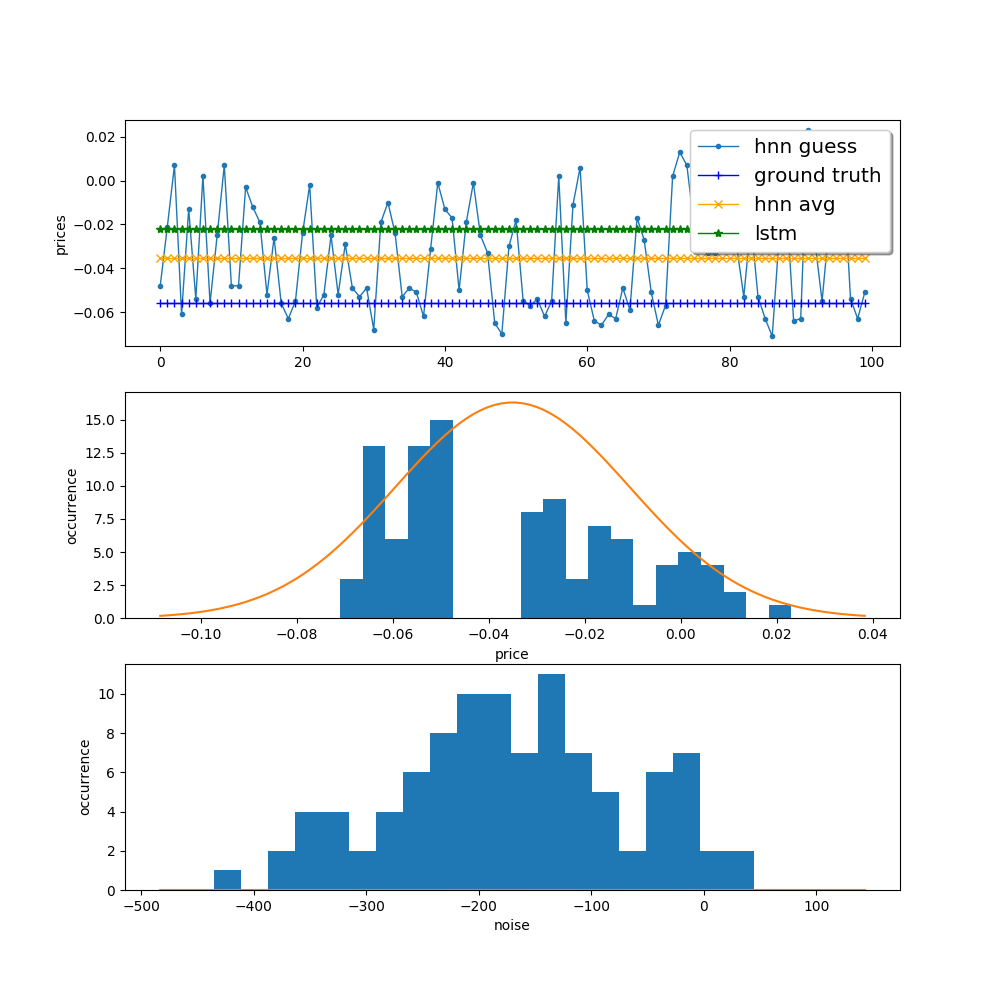 0.02
0.00
−0.02
−0.04
−0.06
prices
hnn guess
ground truth
hnn avg
lstm
0 20 40 60 80 100
15.0
12.5
10.0
7.5
5.0
2.5
0.0
occurrence
−0.10 −0.08 −0.06 −0.04 −0.02 0.00 0.02 0.04
price
10
8
6
4
2
0
occurrence
−500 −400 −300 −200 −100 0 100
noise